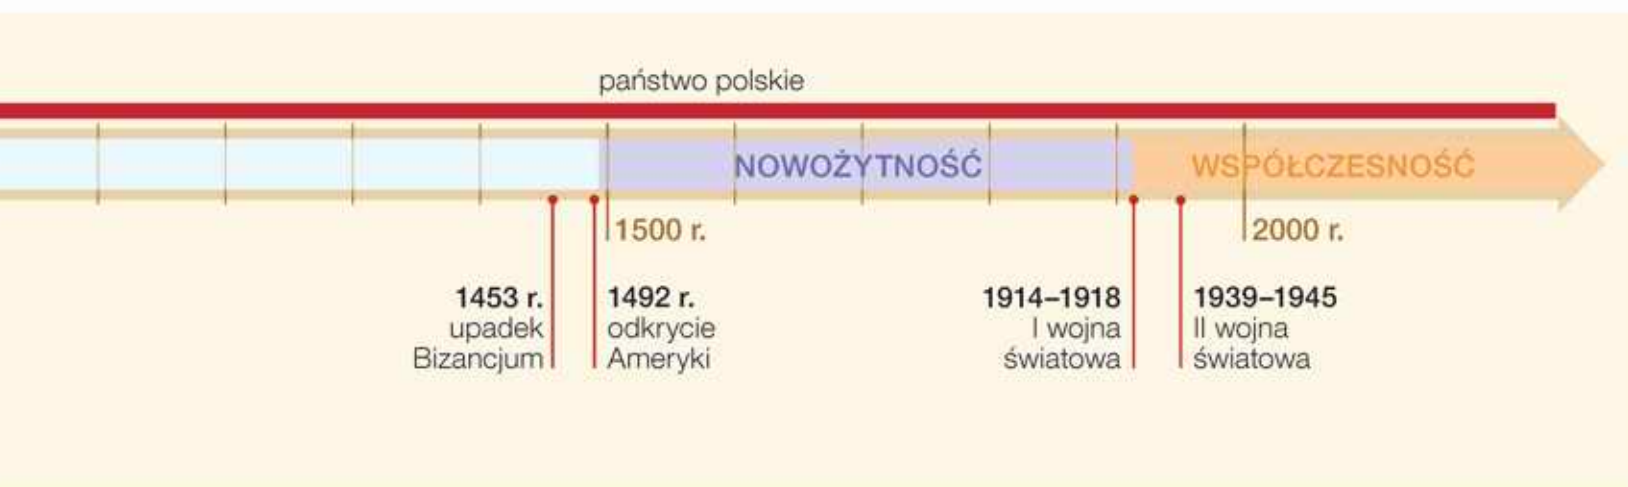 państwo polskie
NOWOŻYTNOŚĆ
WSPÓŁCZESNOŚĆ
1500 r.
2000 r.
1453 r.
upadek
Bizancjum
1492 r.
odkrycie
Ameryki
1914–1918
I wojna
światowa
1939–1945
II wojna
światowa